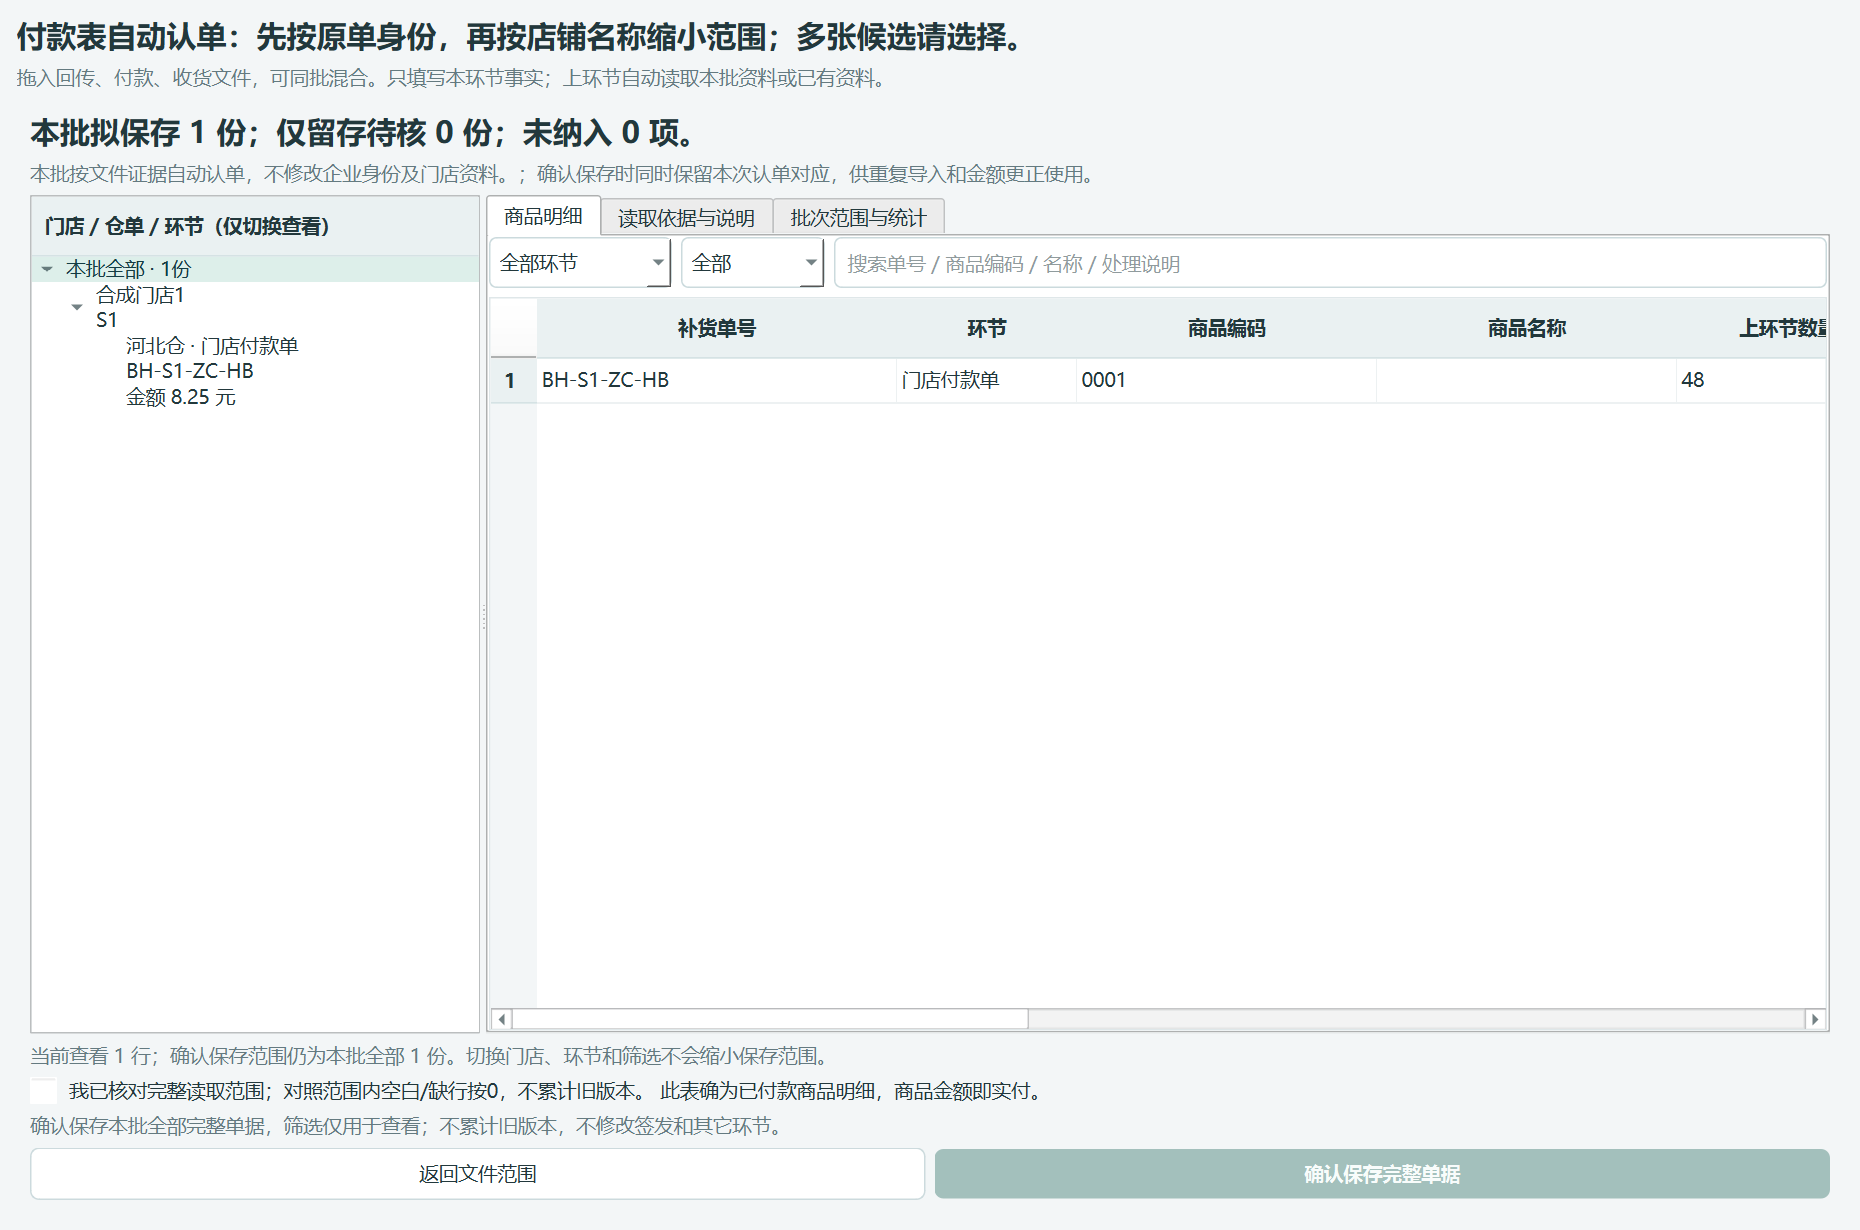 付款表自动认单：先按原单身份，再按店铺名称缩小范围；多张候选请选择。
拖入回传、付款、收货文件，可同批混合。只填写本环节事实；上环节自动读取本批资料或已有资料。
本批拟保存 1 份；仅留存待核 0 份；未纳入 0 项。
本批按文件证据自动认单，不修改企业身份及门店资料。；确认保存时同时保留本次认单对应，供重复导入和金额更正使用。
门店 / 仓单 / 环节（仅切换查看）
本批全部 · 1份
合成门店1
S1
河北仓 · 门店付款单
BH-S1-ZC-HB
金额 8.25 元
商品明细 读取依据与说明 批次范围与统计
全部环节 全部 搜索单号 / 商品编码 / 名称 / 处理说明
补货单号 环节 商品编码 商品名称 上环节数量
1 BH-S1-ZC-HB 门店付款单 0001 48
当前查看 1 行；确认保存范围仍为本批全部 1 份。切换门店、环节和筛选不会缩小保存范围。
我已核对完整读取范围；对照范围内空白/缺行按0，不累计旧版本。 此表确为已付款商品明细，商品金额即实付。
确认保存本批全部完整单据，筛选仅用于查看；不累计旧版本，不修改签发和其它环节。
返回文件范围 确认保存完整单据